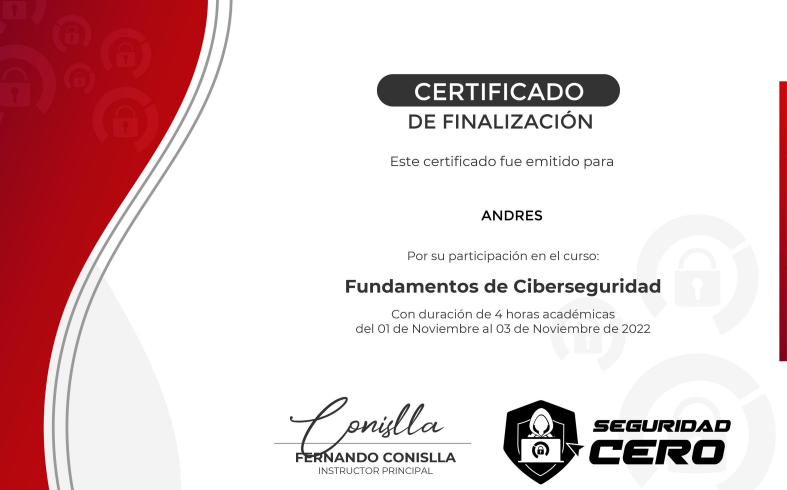 CERTIFICADO
DE FINALIZACIÓN
Este certificado fue emitido para
ANDRES
Por su participación en el curso:
Fundamentos de Ciberseguridad
Con duración de 4 horas académicas
del 01 de Noviembre al 03 de Noviembre de 2022
Conislla
FERNANDO CONISLLA
INSTRUCTOR PRINCIPAL
SEGURIDAD
CERO